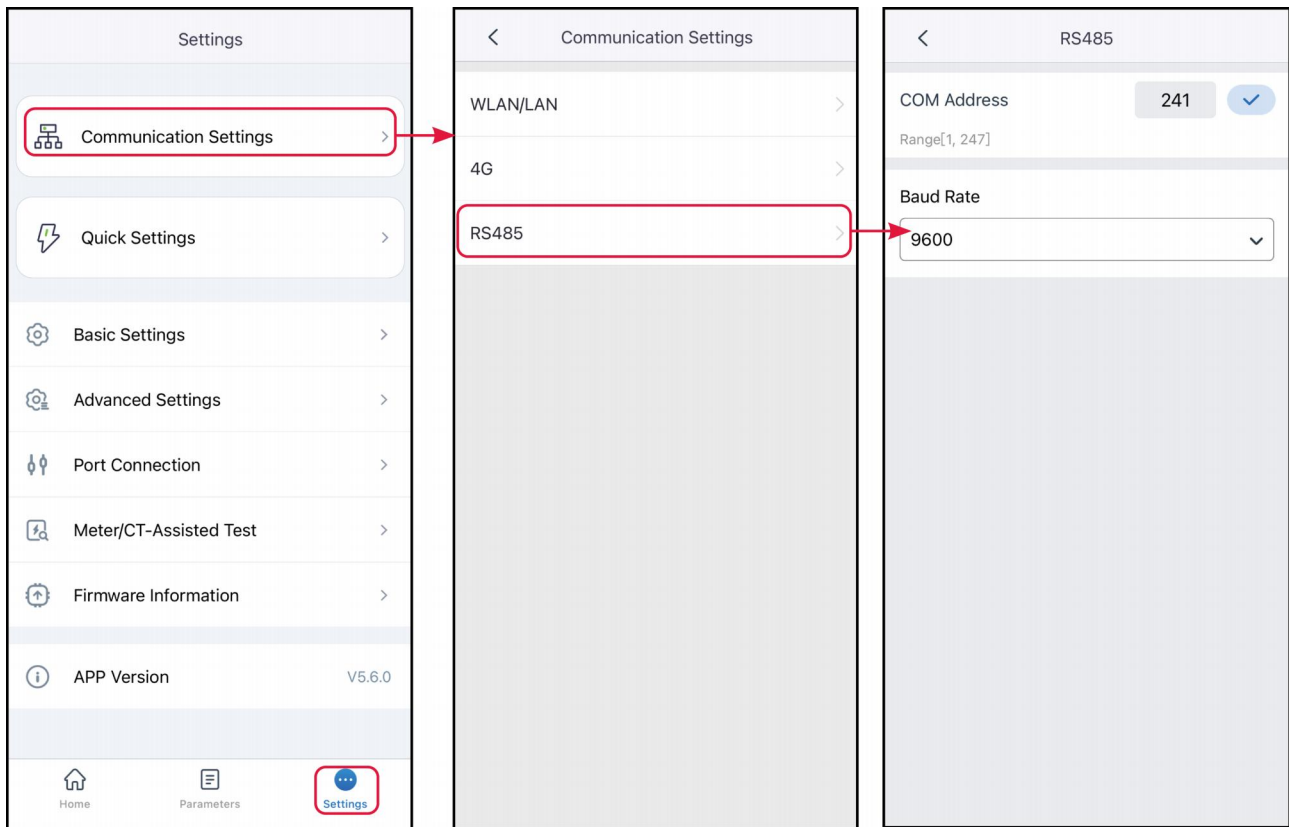 Settings
Communication Settings
Quick Settings
Basic Settings
Advanced Settings
Port Connection
Meter/CT-Assisted Test
Firmware Information
APP Version V5.6.0
Home Parameters Settings
Communication Settings
WLAN/LAN
4G
RS485
RS485
COM Address 241
Range[1, 247]
Baud Rate
9600